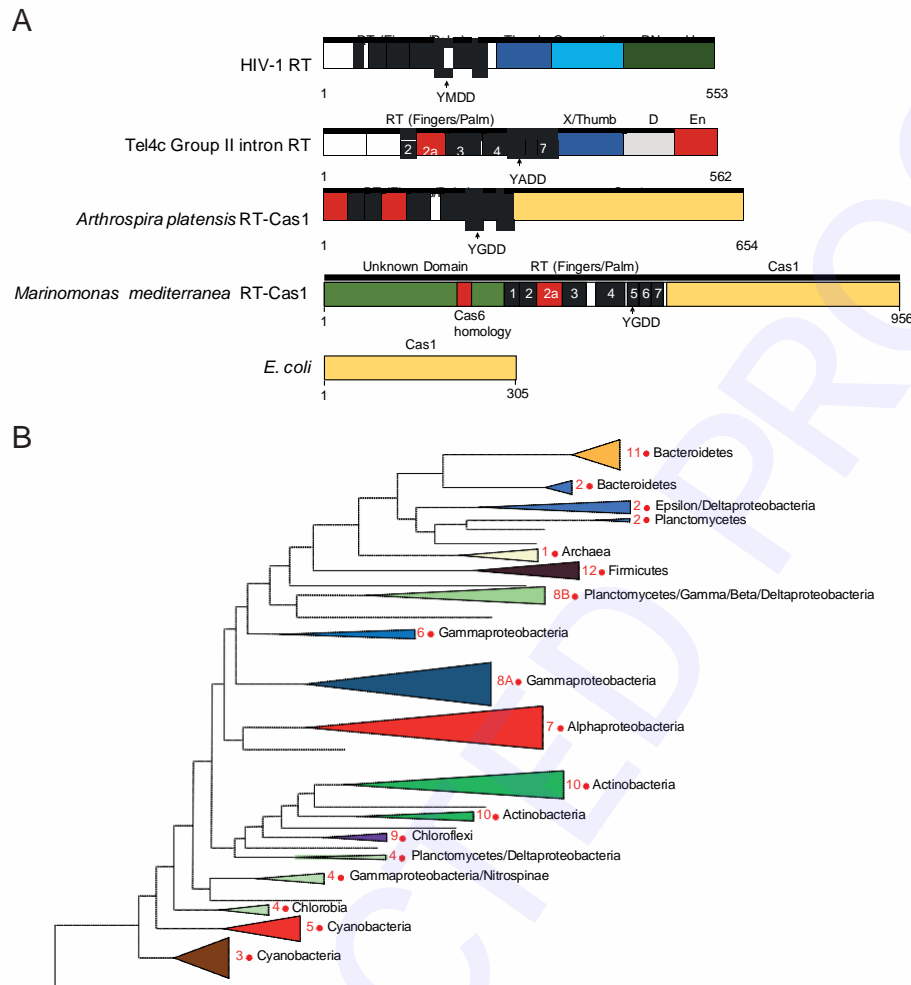 A
HIV-1 RT
1
YMDD
553
RT (Fingers/Palm) X/Thumb D En
Tel4c Group II intron RT
2 2a 3 4 7
1
YADD
562
Arthrospira platensis RT-Cas1
1
YGDD
654
Unknown Domain RT (Fingers/Palm) Cas1
Marinomonas mediterranea RT-Cas1
1 2 2a 3 4 5 6 7
1
Cas6
homology
YGDD
956
Cas1
E. coli
1
305
B
11 Bacteroidetes
2 Bacteroidetes
2 Epsilon/Deltaproteobacteria
2 Planctomycetes
1 Archaea
12 Firmicutes
8B Planctomycetes/Gamma/Beta/Deltaproteobacteria
6 Gammaproteobacteria
8A Gammaproteobacteria
7 Alphaproteobacteria
10 Actinobacteria
10 Actinobacteria
9 Chloroflexi
4 Planctomycetes/Deltaproteobacteria
4 Gammaproteobacteria/Nitrospinae
4 Chlorobia
5 Cyanobacteria
3 Cyanobacteria
CTED PROO